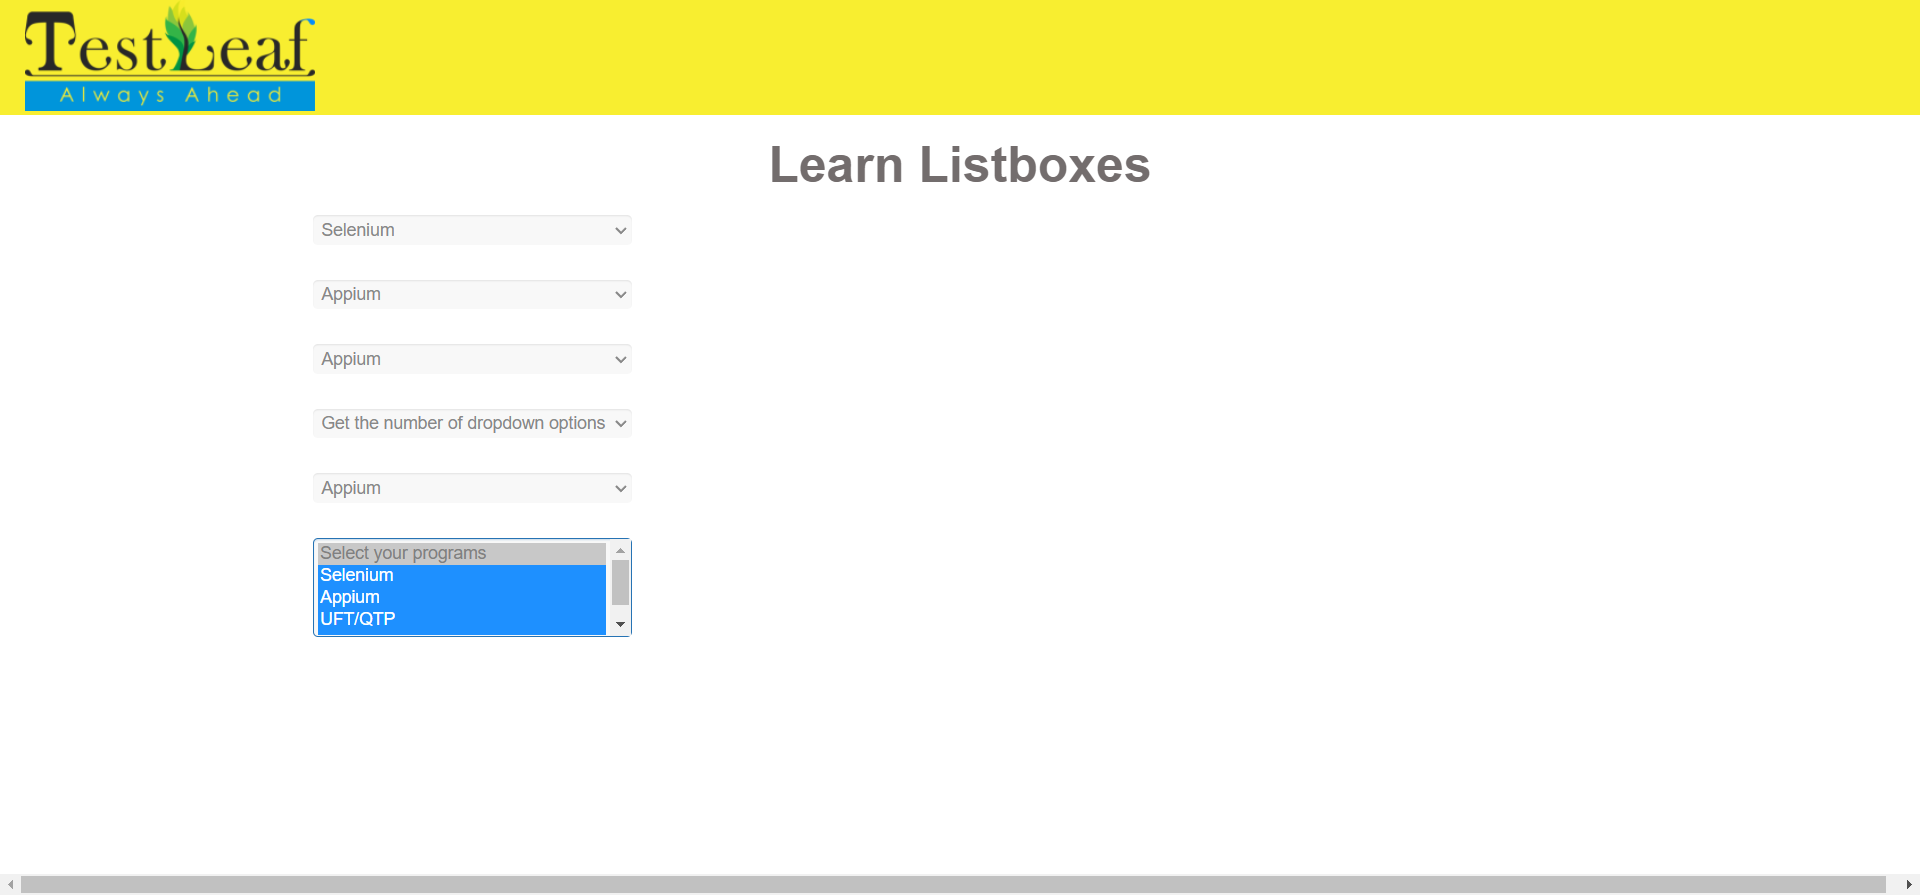 TestLeaf
Always Ahead
Learn Listboxes
Selenium
Appium
Appium
Get the number of dropdown options
Appium
Select your programs
Selenium
Appium
UFT/QTP